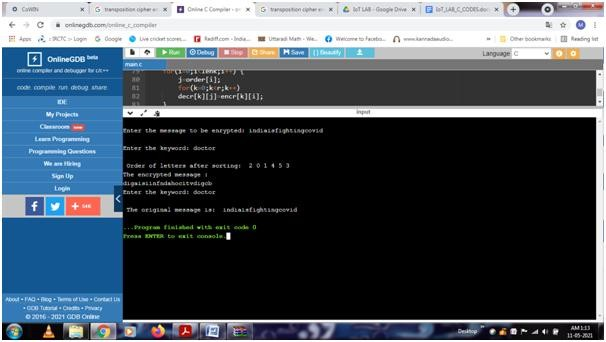 CoWIN
transposition cipher ex
transposition cipher ex
Online C Compiler - pr
transposition cipher ex
IoT LAB – Google Drive
IOT_LAB_C_CODES.doc
onlinegdb.com/online_c_compiler
Apps
:: IRCTC :: Login
Google
Live cricket scores,...
Rediff.com - India...
Uttaradi Math - We...
Welcome to Facebo...
www.kannadaaudio...
Other bookmarks
Reading list
OnlineGDB beta
online compiler and debugger for c/c++
code. compile. run. debug. share.
IDE
My Projects
Classroom new
Learn Programming
Programming Questions
We are Hiring
Sign Up
Login
About • FAQ • Blog • Terms of Use • Contact Us
• GDB Tutorial • Credits • Privacy
© 2016 - 2021 GDB Online
Run
Debug
Stop
Share
Save
{ } Beautify
Language C
main.c
79 for(i=0;i<lenk;i++) {
80 j=order[i];
81 for(k=0;k<r;k++)
82 decr[k][j]=encr[k][i];
83 }
input
Enter the message to be enrypted: indiaisfightingcovid
Enter the keyword: doctor
Order of letters after sorting: 2 0 1 4 5 3
The encrypted message :
Enter the keyword: doctor
The original message is: indiaisfightingcovid
...Program finished with exit code 0
Press ENTER to exit console.
Desktop
AM 1:13
11-05-2021